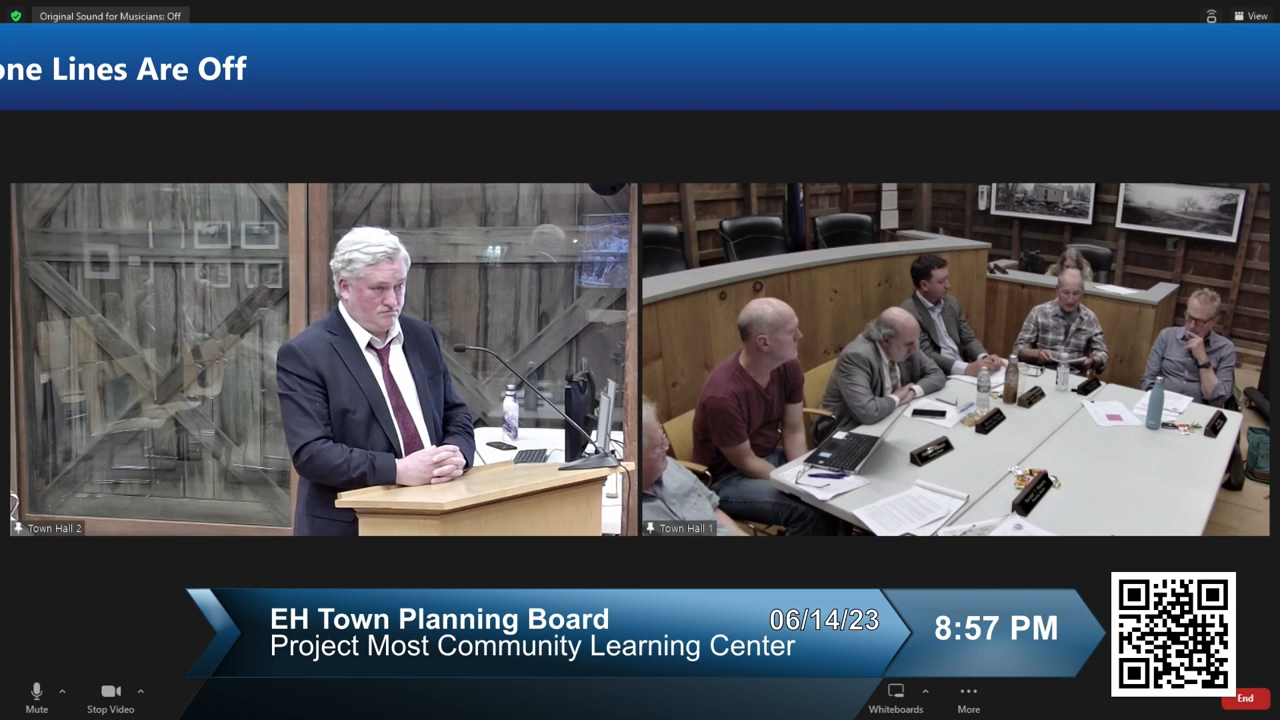 Original Sound for Musicians: Off
View
one Lines Are Off
Town Hall 2
Town Hall 1
EH Town Planning Board
06/14/23
Project Most Community Learning Center
8:57 PM
Mute
Stop Video
Whiteboards
More
End